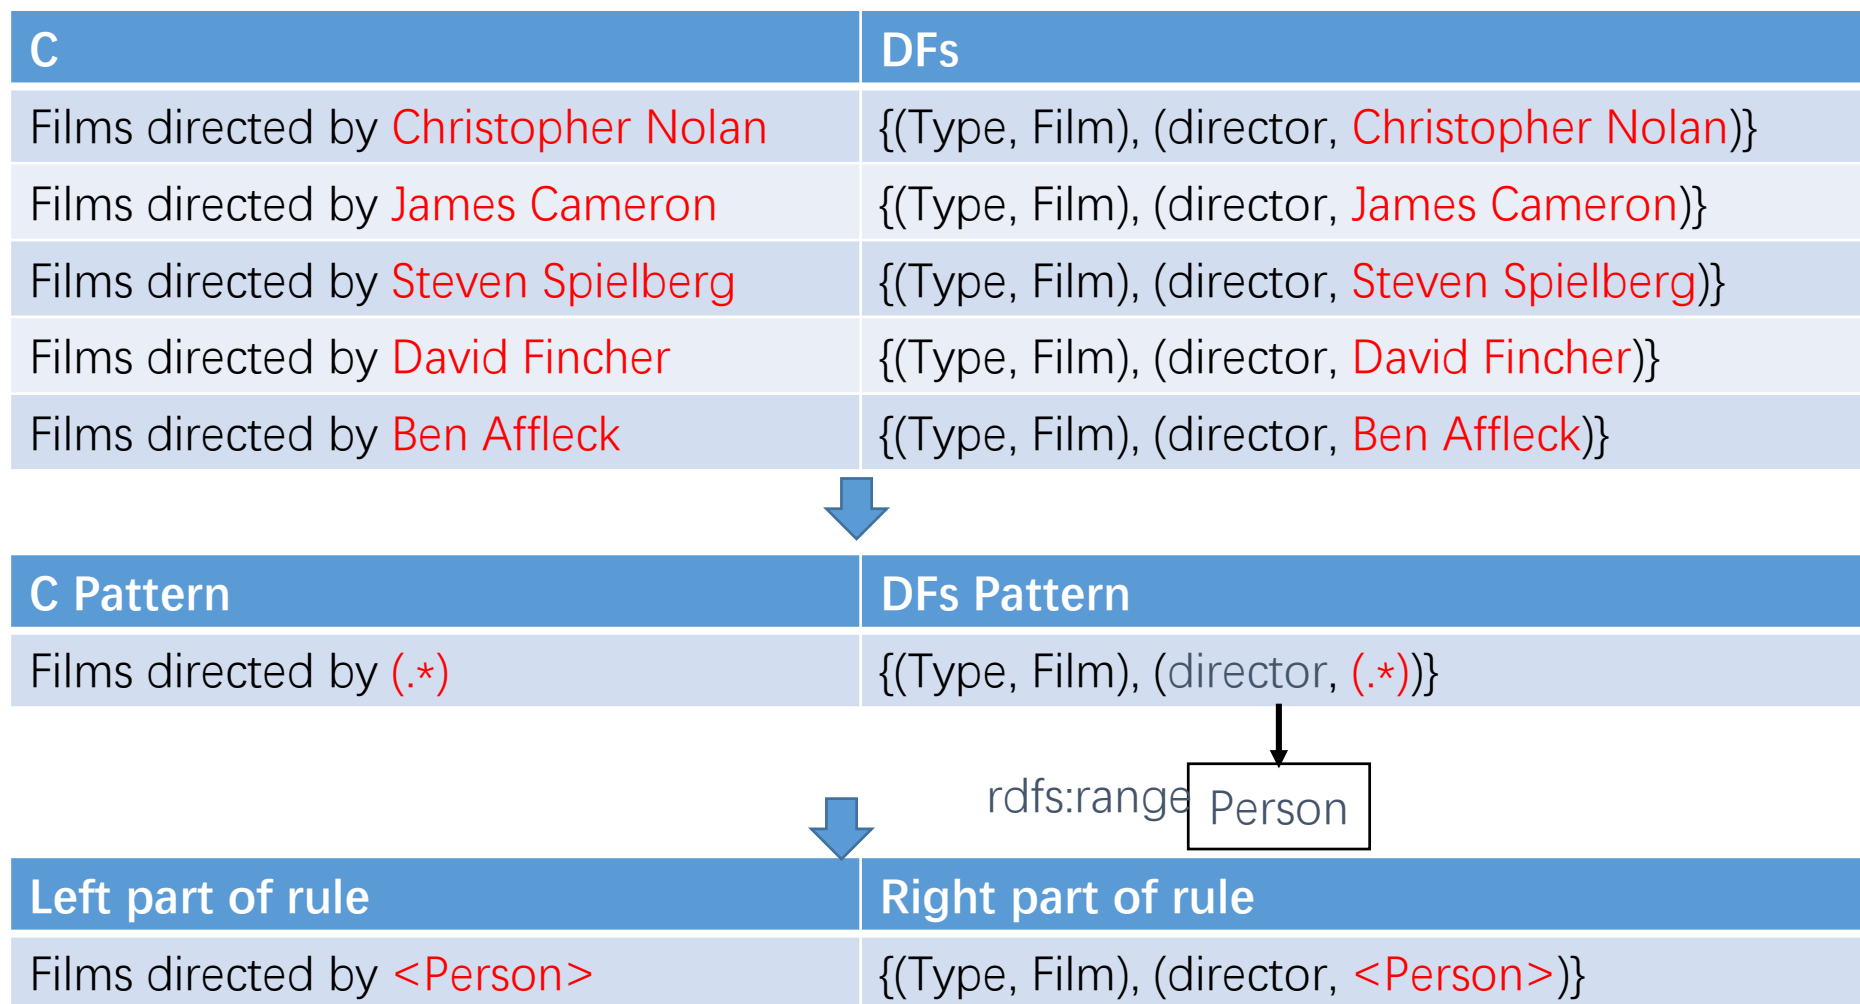 C DFs
Films directed by Christopher Nolan {(Type, Film), (director, Christopher Nolan)}
Films directed by James Cameron {(Type, Film), (director, James Cameron)}
Films directed by Steven Spielberg {(Type, Film), (director, Steven Spielberg)}
Films directed by David Fincher {(Type, Film), (director, David Fincher)}
Films directed by Ben Affleck {(Type, Film), (director, Ben Affleck)}
C Pattern DFs Pattern
Films directed by (.*) {(Type, Film), (director, (.*))}
rdfs:range Person
Left part of rule Right part of rule
Films directed by <Person> {(Type, Film), (director, <Person>)}